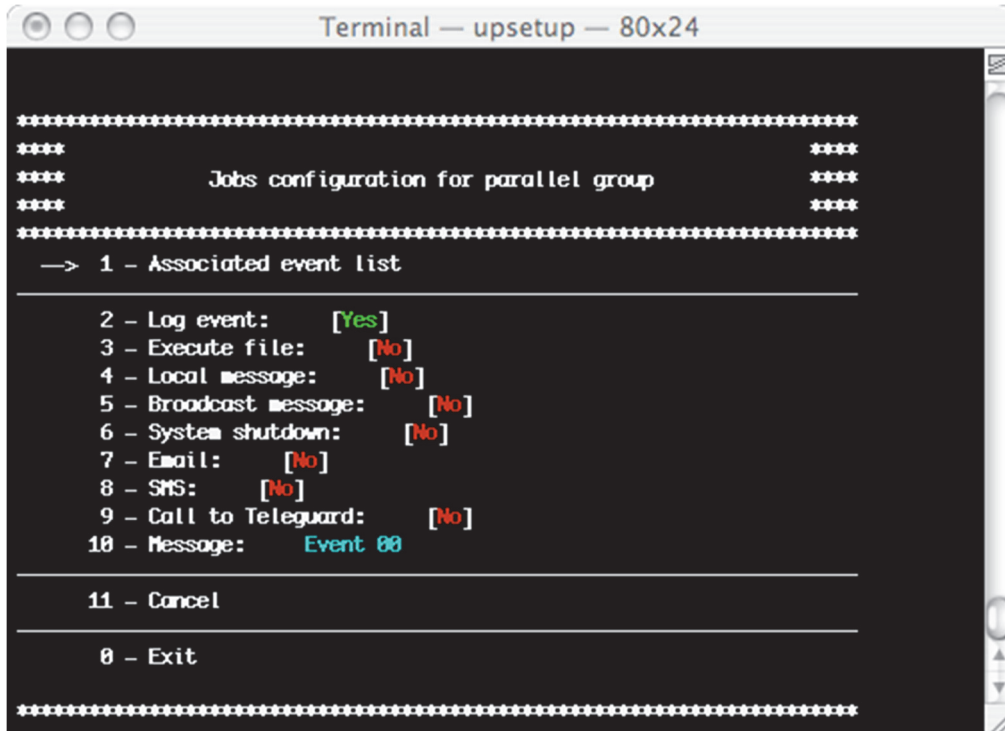 Terminal — upsetup — 80x24
**********************************************************************
**** ****
**** Jobs configuration for parallel group ****
**** ****
**********************************************************************
—> 1 – Associated event list
2 – Log event: [Yes]
3 – Execute file: [No]
4 – Local message: [No]
5 – Broadcast message: [No]
6 – System shutdown: [No]
7 – Email: [No]
8 – SMS: [No]
9 – Call to Teleguard: [No]
10 – Message: Event 00
11 – Cancel
0 – Exit
**********************************************************************